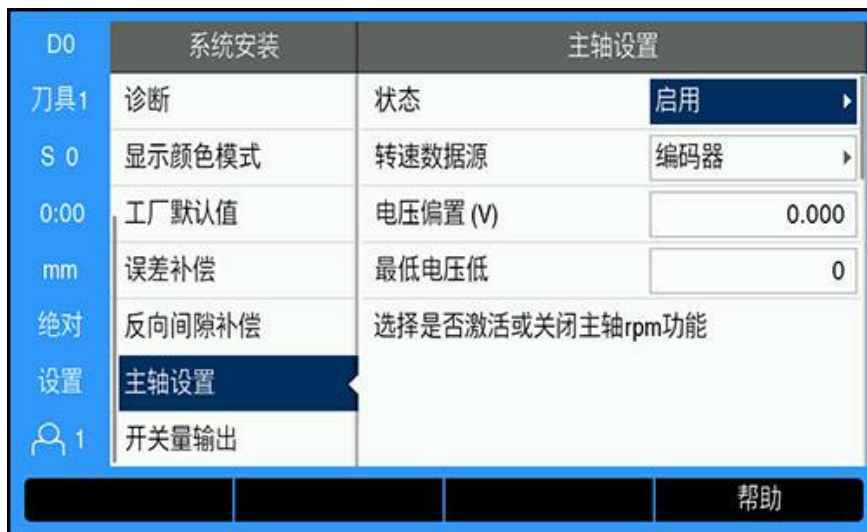 D0 系统安装 主轴设置
刀具1 诊断 状态 启用
S 0 显示颜色模式 转速数据源 编码器
0:00 工厂默认值 电压偏置 (V) 0.000
mm 误差补偿 最低电压低 0
绝对 反向间隙补偿 选择是否激活或关闭主轴rpm功能
设置 主轴设置
1 开关量输出
帮助